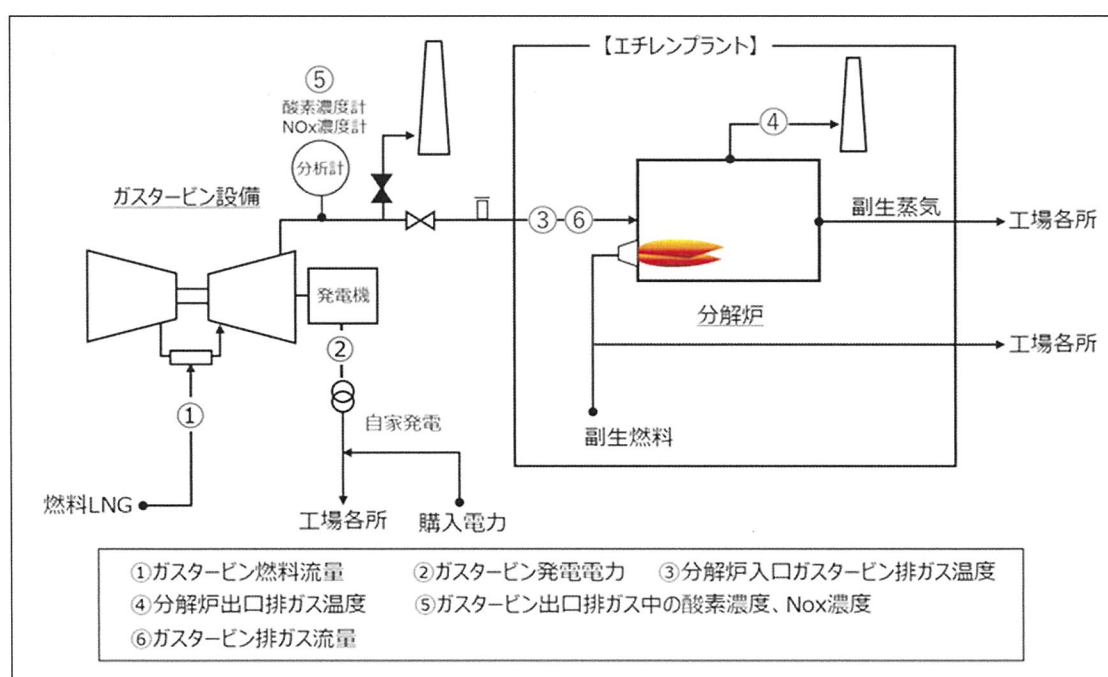 【エチレンプラント】
⑤
酸素濃度計
NOx濃度計
分析計
④
ガスタービン設備
③ ⑥
副生蒸気
工場各所
発電機
分解炉
②
工場各所
①
自家発電
副生燃料
燃料LNG
工場各所
購入電力
①ガスタービン燃料流量 ②ガスタービン発電電力 ③分解炉入口ガスタービン排ガス温度
④分解炉出口排ガス温度 ⑤ガスタービン出口排ガス中の酸素濃度、Nox濃度
⑥ガスタービン排ガス流量